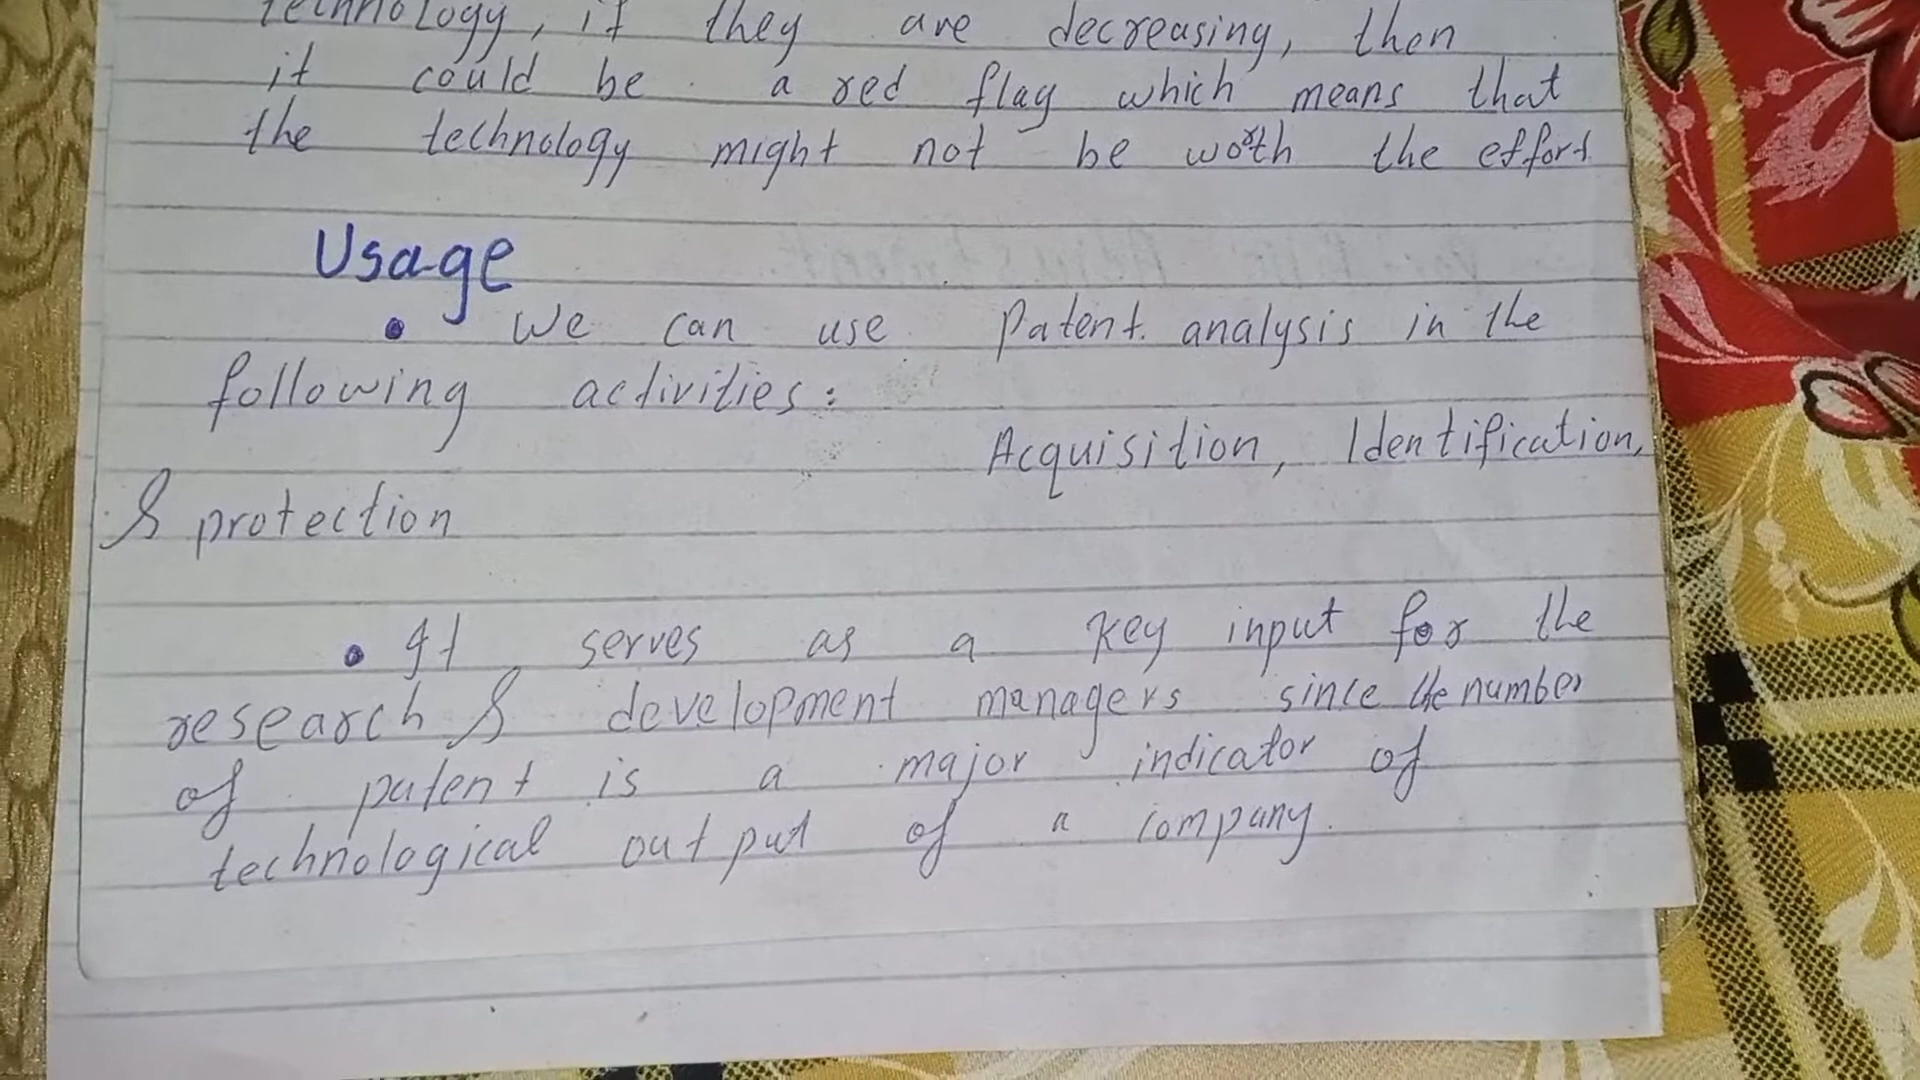 technology, if they are decreasing, then
it could be a red flag which means that
the technology might not be worth the effort
Usage
• We can use Patent. analysis in the
following activities:
Acquisition, Identification,
& protection
• It serves as a key input for the
research & development managers since the number
of patent is a major indicator of
technological output of a company.